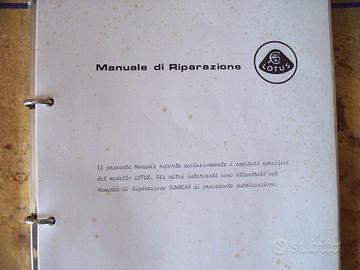 Manuale di Riparazione
LOTUS
Il presente Manuale riporta esclusivamente i capitoli specifici
del modello LOTUS. Gli altri interventi sono illustrati nel
Manuale di Riparazione SUNBEAM di precedente pubblicazione.
subito